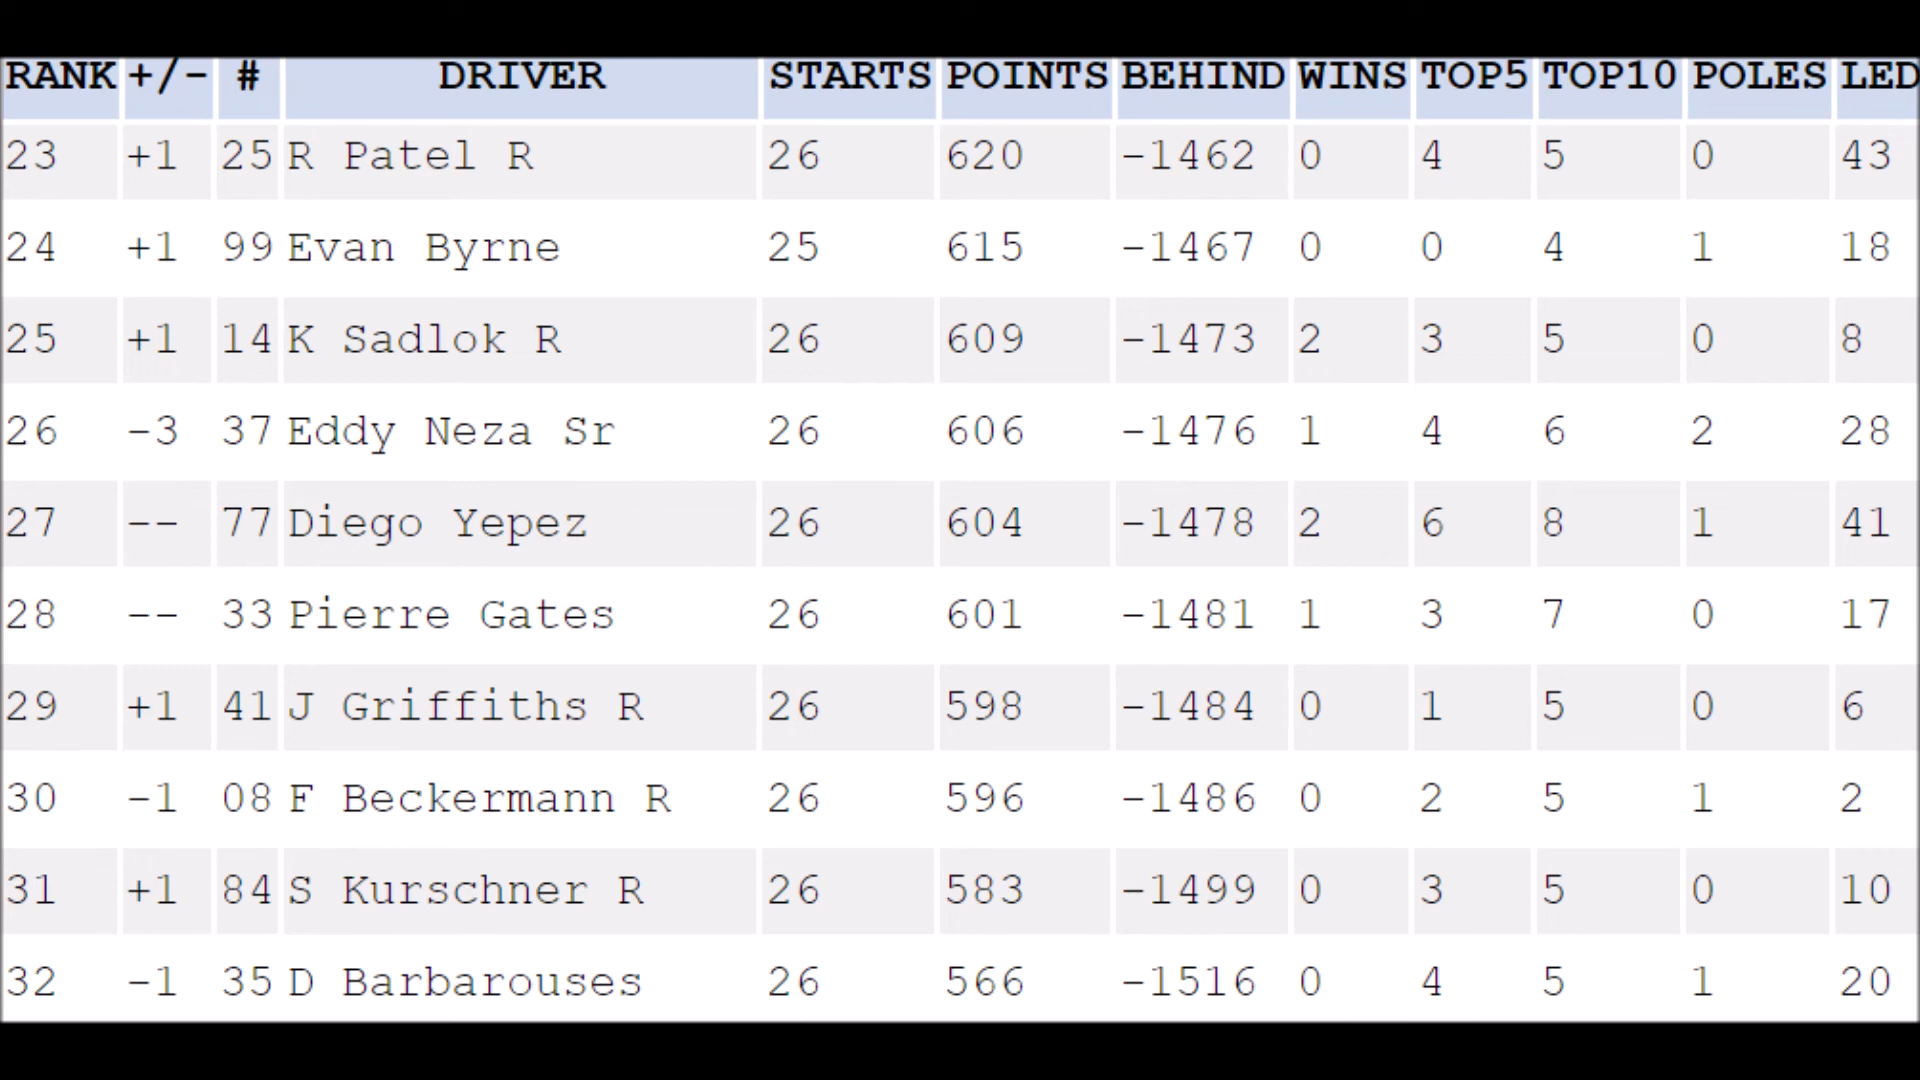 RANK +/- # DRIVER STARTS POINTS BEHIND WINS TOP5 TOP10 POLES LED
23 +1 25 R Patel R 26 620 -1462 0 4 5 0 43
24 +1 99 Evan Byrne 25 615 -1467 0 0 4 1 18
25 +1 14 K Sadlok R 26 609 -1473 2 3 5 0 8
26 -3 37 Eddy Neza Sr 26 606 -1476 1 4 6 2 28
27 -- 77 Diego Yepez 26 604 -1478 2 6 8 1 41
28 -- 33 Pierre Gates 26 601 -1481 1 3 7 0 17
29 +1 41 J Griffiths R 26 598 -1484 0 1 5 0 6
30 -1 08 F Beckermann R 26 596 -1486 0 2 5 1 2
31 +1 84 S Kurschner R 26 583 -1499 0 3 5 0 10
32 -1 35 D Barbarouses 26 566 -1516 0 4 5 1 20